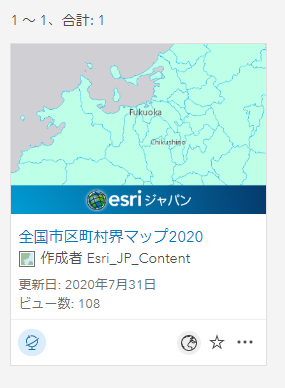 1 ～ 1、合計: 1
Fukuoka
Chikushino
esri ジャパン
全国市区町村界マップ2020
作成者 Esri_JP_Content
更新日: 2020年7月31日
ビュー数: 108